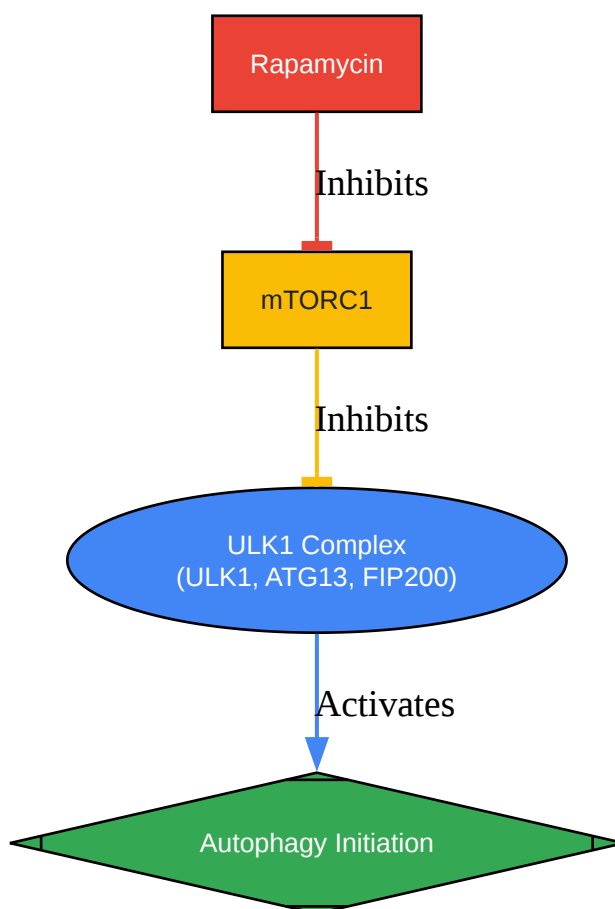 Rapamycin
Inhibits
mTORC1
Inhibits
ULK1 Complex
(ULK1, ATG13, FIP200)
Activates
Autophagy Initiation